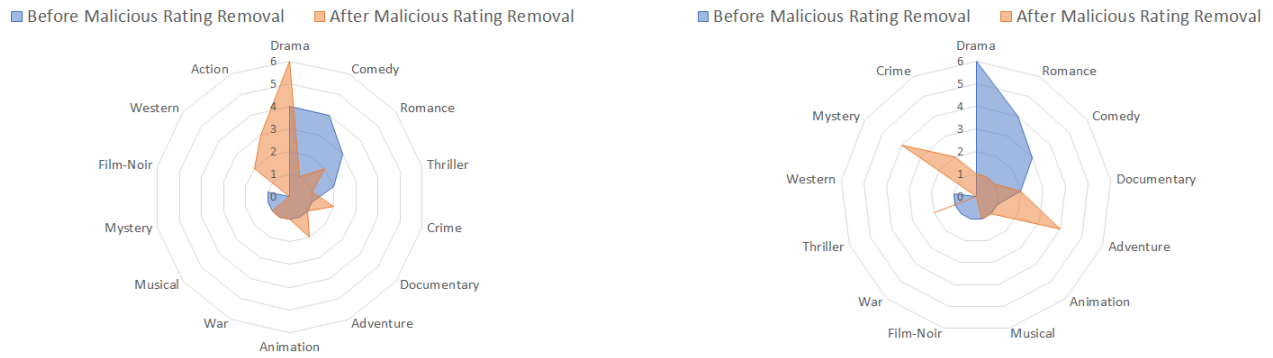 Before Malicious Rating Removal After Malicious Rating Removal
Drama
Action Comedy
Western Romance
Film-Noir Thriller
Mystery Crime
Musical Documentary
War Adventure
Animation
6
5
4
3
2
1
0
Before Malicious Rating Removal After Malicious Rating Removal
Drama
Crime Romance
Mystery Comedy
Western Documentary
Thriller Adventure
War Animation
Film-Noir Musical
6
5
4
3
2
1
0